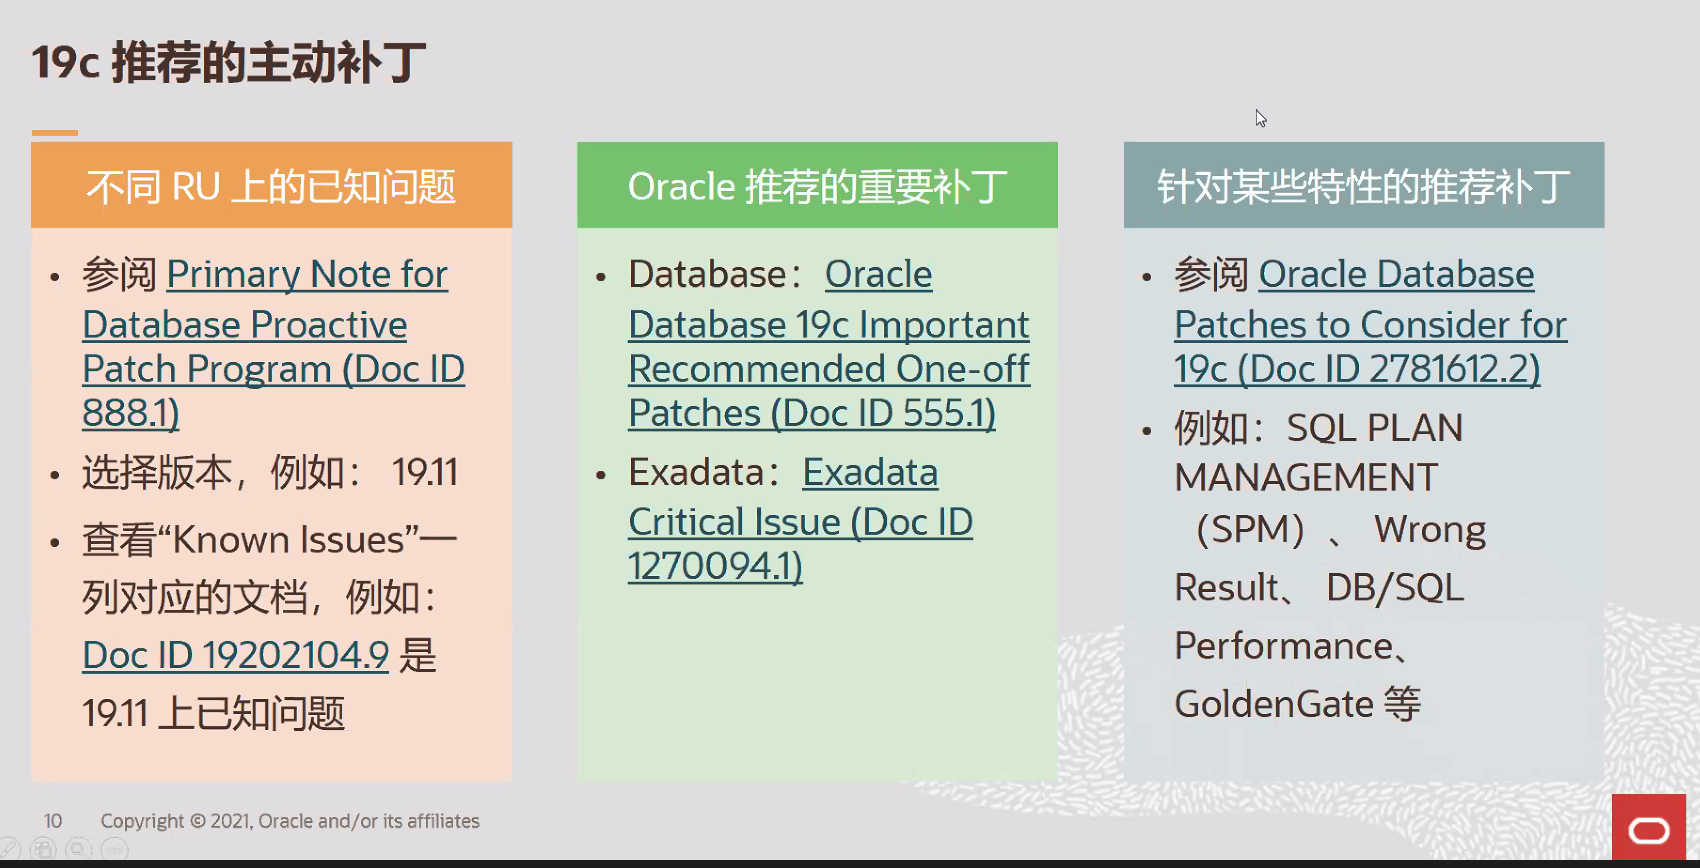 19c 推荐的主动补丁
不同 RU 上的已知问题
• 参阅 Primary Note for
Database Proactive
Patch Program (Doc ID
888.1)
• 选择版本，例如： 19.11
• 查看“Known Issues”一
列对应的文档，例如：
Doc ID 19202104.9 是
19.11 上已知问题
Oracle 推荐的重要补丁
• Database： Oracle
Database 19c Important
Recommended One-off
Patches (Doc ID 555.1)
• Exadata： Exadata
Critical Issue (Doc ID
1270094.1)
针对某些特性的推荐补丁
• 参阅 Oracle Database
Patches to Consider for
19c (Doc ID 2781612.2)
• 例如：SQL PLAN
MANAGEMENT
（SPM）、 Wrong
Result、 DB/SQL
Performance、
GoldenGate 等
10 Copyright © 2021, Oracle and/or its affiliates